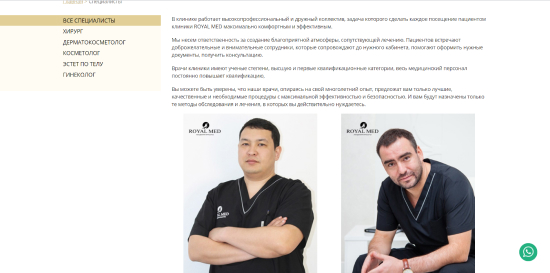 Главная > Специалисты
ВСЕ СПЕЦИАЛИСТЫ
ХИРУРГ
ДЕРМАТОКОСМЕТОЛОГ
КОСМЕТОЛОГ
ЭСТЕТ ПО ТЕЛУ
ГИНЕКОЛОГ
В клинике работает высокопрофессиональный и дружный коллектив, задача которого сделать каждое посещение пациентом
клиники ROYAL MED максимально комфортным и эффективным.
Мы несем ответственность за создание благоприятной атмосферы, сопутствующей лечению. Пациентов встречают
доброжелательные и внимательные сотрудники, которые сопровождают до нужного кабинета, помогают оформить нужные
документы, получить консультацию.
Врачи клиники имеют ученые степени, высшую и первые квалификационные категории, весь медицинский персонал
постоянно повышает квалификацию.
Вы можете быть уверены, что наши врачи, опираясь на свой многолетний опыт, предложат вам только лучшие,
качественные и необходимые процедуры с максимальной эффективностью и безопасностью. И вам будут назначены только
те методы обследования и лечения, в которых вы действительно нуждаетесь.
ROYAL MED
ROYAL MED
ROYAL MED